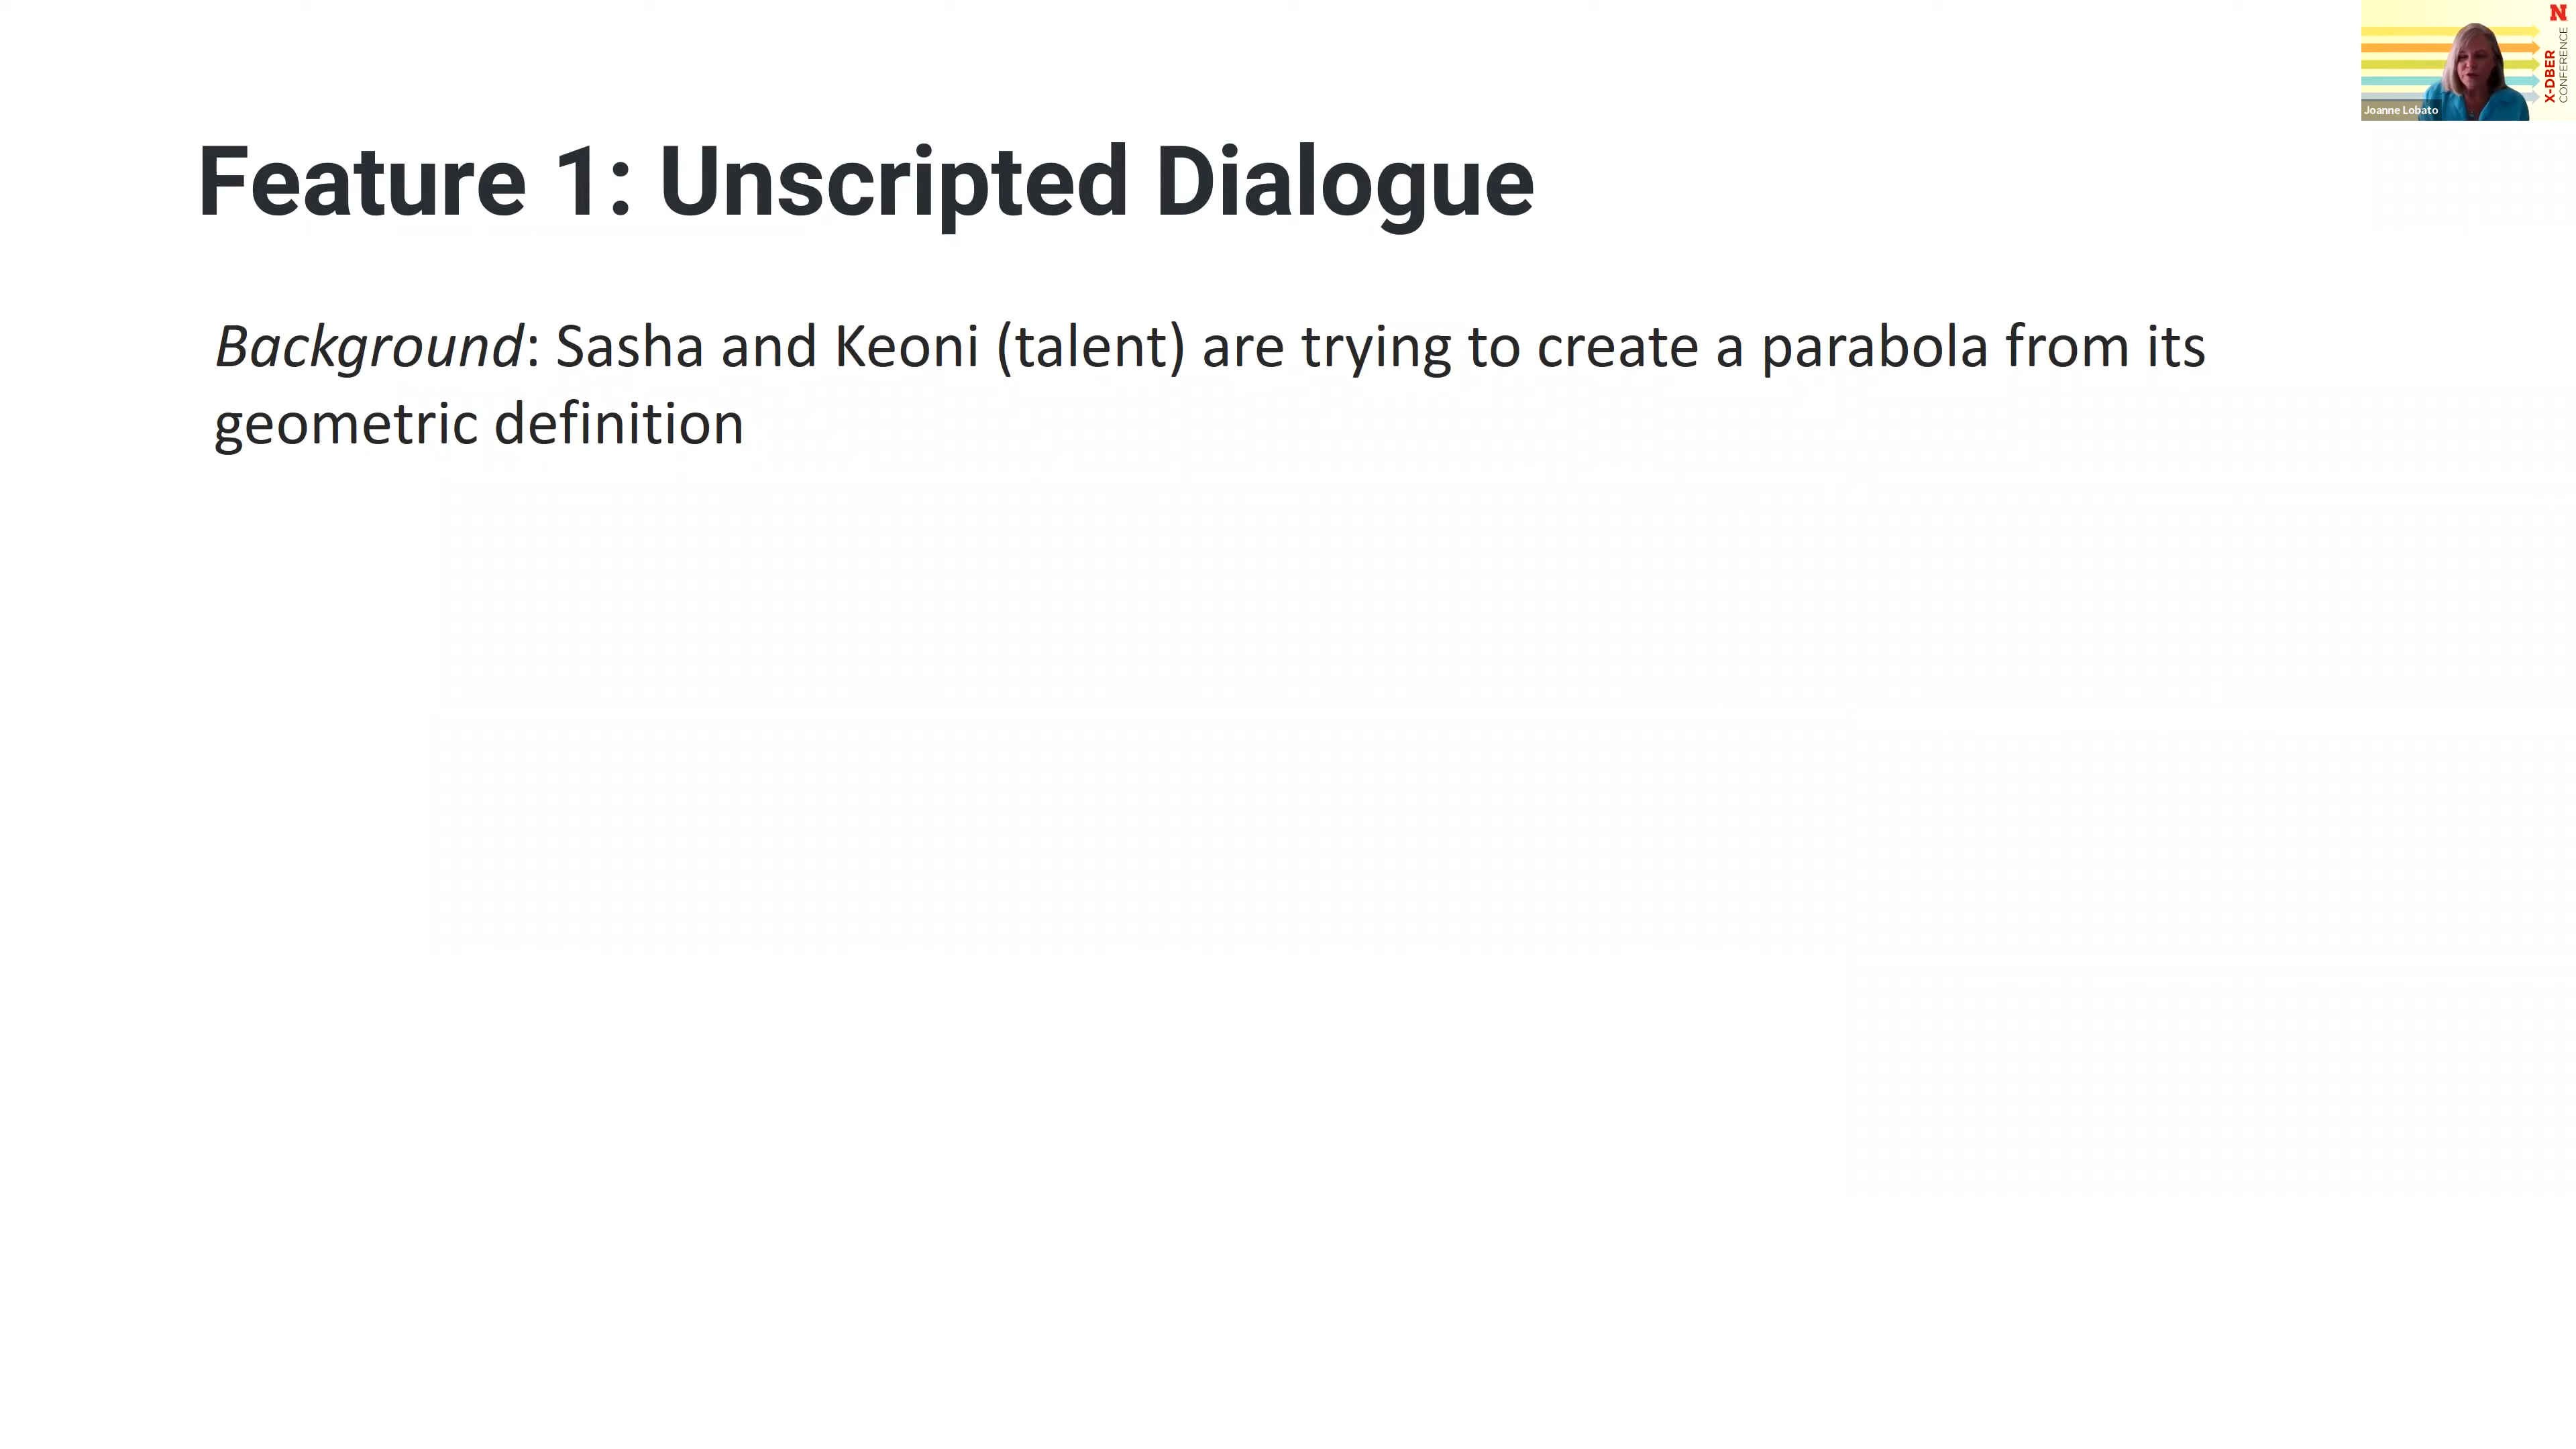 N
X-DBER
CONFERENCE
Joanne Lobato
Feature 1: Unscripted Dialogue
Background: Sasha and Keoni (talent) are trying to create a parabola from its
geometric definition